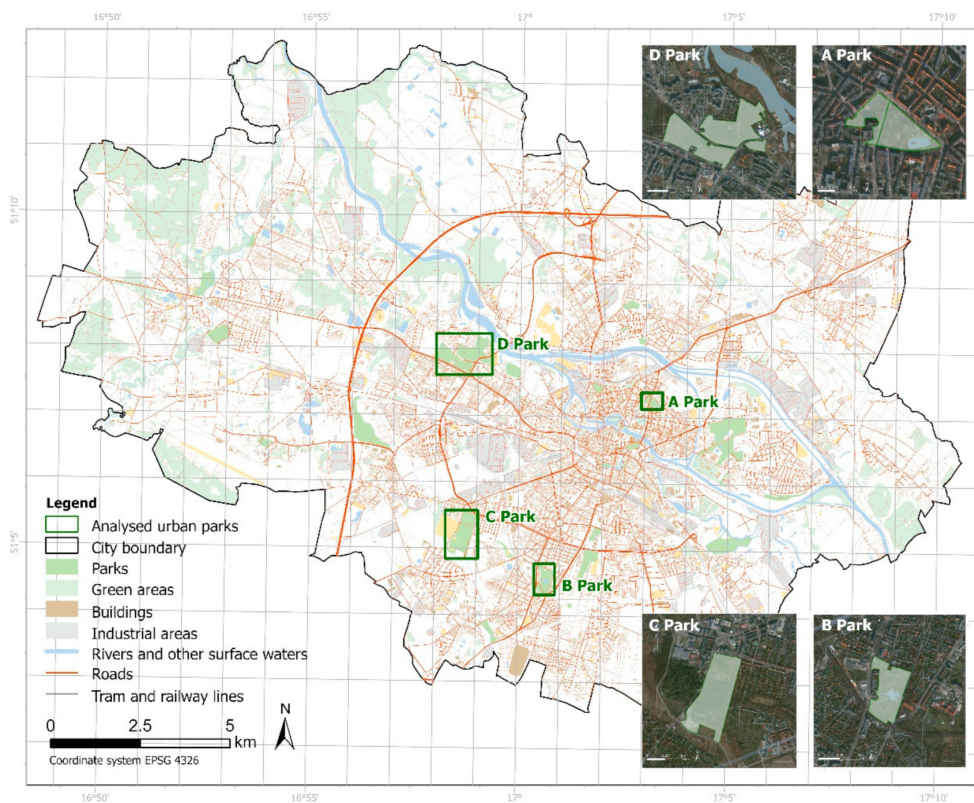 16°50'
16°55'
17°
17°5'
17°10'
D Park
A Park
51°10'
D Park
A Park
C Park
B Park
51°5'
Legend
Analysed urban parks
City boundary
Parks
Green areas
Buildings
Industrial areas
Rivers and other surface waters
Roads
Tram and railway lines
0
2.5
5
km
N
Coordinate system EPSG 4326
C Park
B Park
16°50'
16°55'
17°
17°5'
17°10'